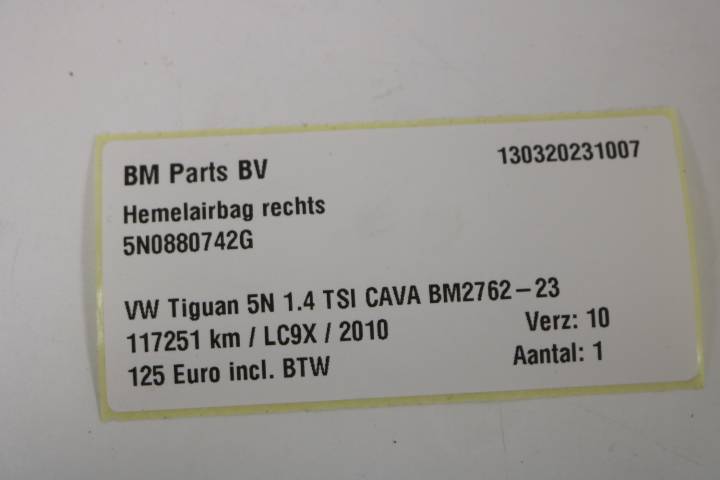 BM Parts BV
130320231007
Hemelairbag rechts
5N0880742G
VW Tiguan 5N 1.4 TSI CAVA BM2762-23
117251 km / LC9X / 2010
Verz: 10
125 Euro incl. BTW
Aantal: 1